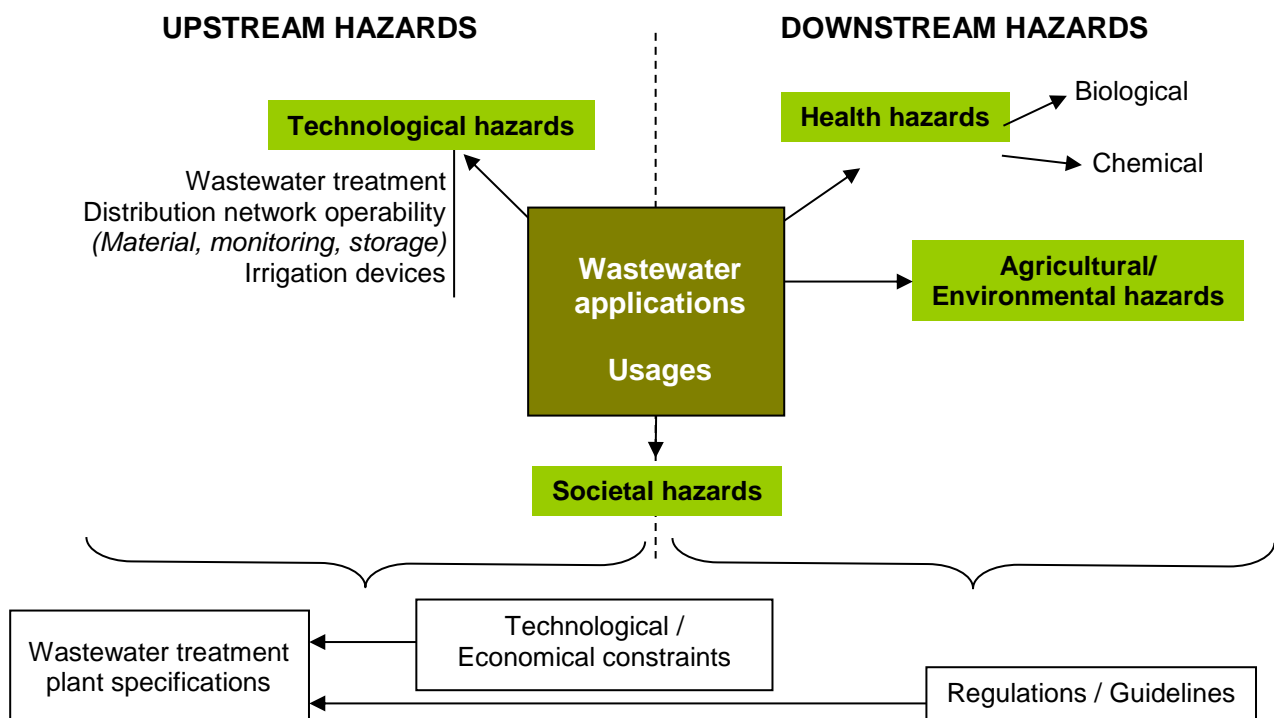 UPSTREAM HAZARDS
DOWNSTREAM HAZARDS
Technological hazards
Wastewater treatment
Distribution network operability
(Material, monitoring, storage)
Irrigation devices
Health hazards
Biological
Chemical
Wastewater
applications
Usages
Agricultural/
Environmental hazards
Societal hazards
Wastewater treatment
plant specifications
Technological /
Economical constraints
Regulations / Guidelines